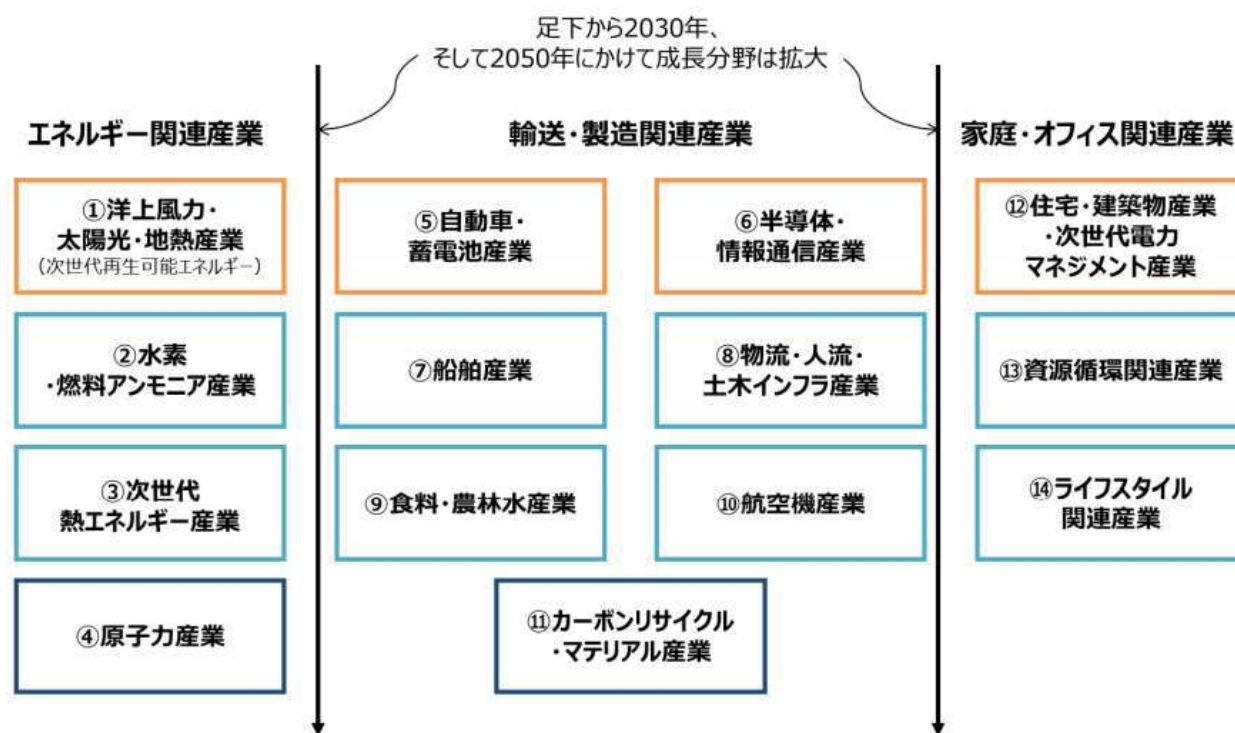 足下から2030年、
そして2050年にかけて成長分野は拡大
エネルギー関連産業
輸送・製造関連産業
家庭・オフィス関連産業
①洋上風力・
太陽光・地熱産業
（次世代再生可能エネルギー）
②水素
・燃料アンモニア産業
③次世代
熱エネルギー産業
④原子力産業
⑤自動車・
蓄電池産業
⑥半導体・
情報通信産業
⑦船舶産業
⑧物流・人流・
土木インフラ産業
⑨食料・農林水産業
⑩航空機産業
⑪カーボンリサイクル
・マテリアル産業
⑫住宅・建築物産業
・次世代電力
マネジメント産業
⑬資源循環関連産業
⑭ライフスタイル
関連産業